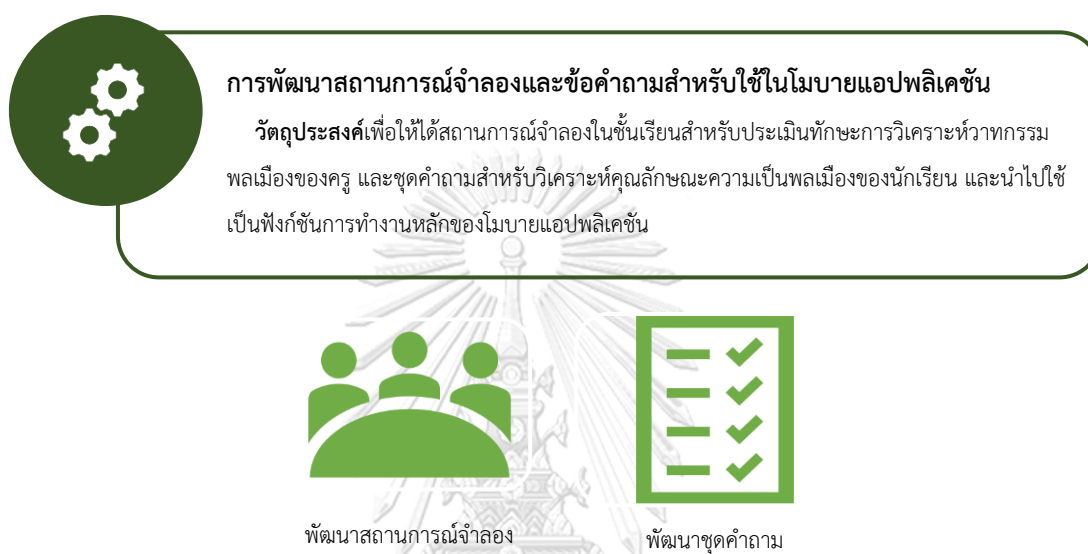 การพัฒนาสถานการณ์จำลองและข้อคำถามสำหรับใช้ในโมบายแอปพลิเคชัน
วัตถุประสงค์เพื่อให้ได้สถานการณ์จำลองในชั้นเรียนสำหรับประเมินทักษะการวิเคราะห์วาทกรรม
พลเมืองของครู และชุดคำถามสำหรับวิเคราะห์คุณลักษณะความเป็นพลเมืองของนักเรียน และนำไปใช้
เป็นฟังก์ชันการทำงานหลักของโมบายแอปพลิเคชัน
พัฒนาสถานการณ์จำลอง
พัฒนาชุดคำถาม